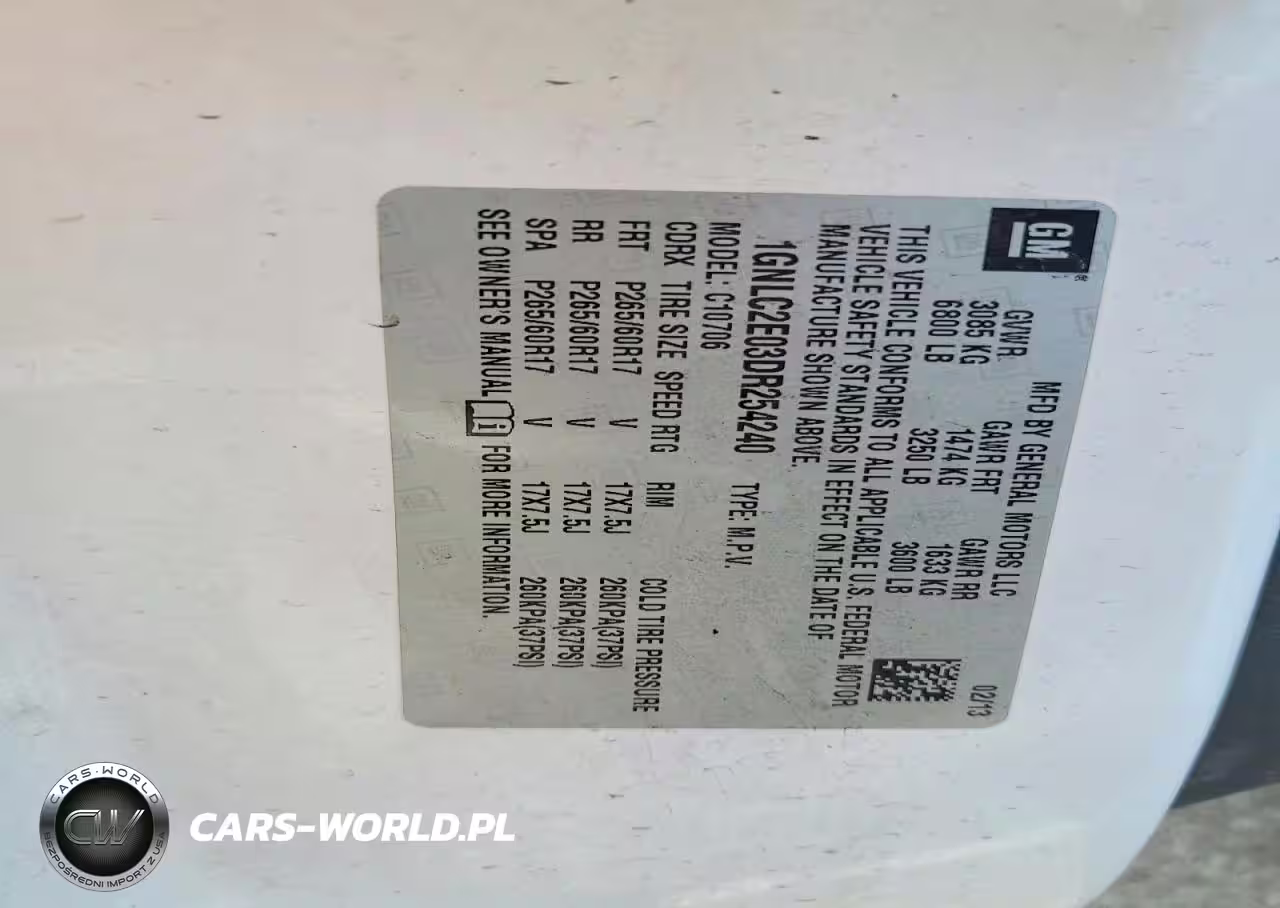 GM
®
MFD BY GENERAL MOTORS LLC
02/13
GVWR GAWR FRT GAWR RR
3085 KG 1474 KG 1633 KG
6800 LB 3250 LB 3600 LB
THIS VEHICLE CONFORMS TO ALL APPLICABLE U.S. FEDERAL MOTOR
VEHICLE SAFETY STANDARDS IN EFFECT ON THE DATE OF
MANUFACTURE SHOWN ABOVE.
1GNLC2E03DR254240 TYPE: M.P.V.
MODEL: C10706
CDRX TIRE SIZE SPEED RTG RIM COLD TIRE PRESSURE
FRT P265/60R17 V 17X7.5J 260KPA(37PSI)
RR P265/60R17 V 17X7.5J 260KPA(37PSI)
SPA P265/60R17 V 17X7.5J 260KPA(37PSI)
SEE OWNER'S MANUAL FOR MORE INFORMATION.
CARS-WORLD
CW
BEZPOŚREDNI IMPORT Z USA
CARS-WORLD.PL